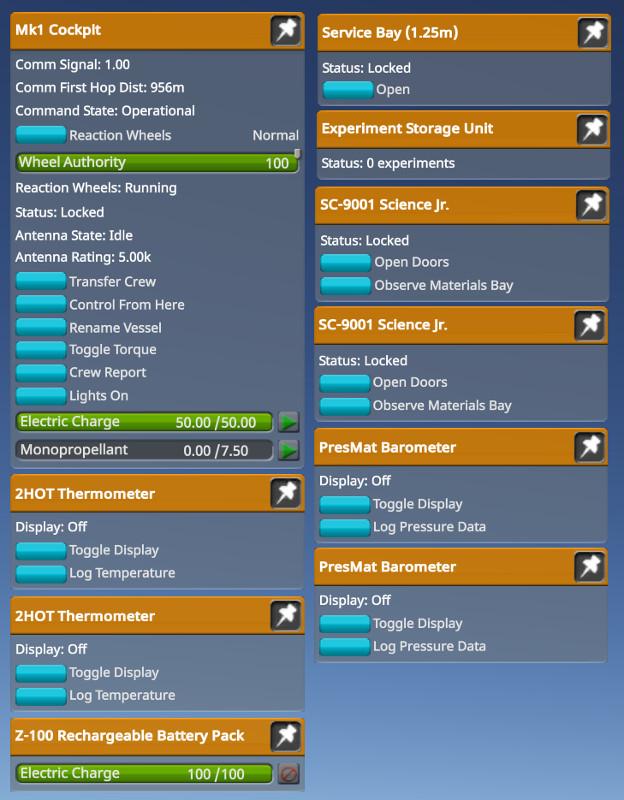 Mk1 Cockpit
Comm Signal: 1.00
Comm First Hop Dist: 956m
Command State: Operational
Reaction Wheels Normal
Wheel Authority 100
Reaction Wheels: Running
Status: Locked
Antenna State: Idle
Antenna Rating: 5.00k
Transfer Crew
Control From Here
Rename Vessel
Toggle Torque
Crew Report
Lights On
Electric Charge 50.00 /50.00
Monopropellant 0.00 /7.50
2HOT Thermometer
Display: Off
Toggle Display
Log Temperature
2HOT Thermometer
Display: Off
Toggle Display
Log Temperature
Z-100 Rechargeable Battery Pack
Electric Charge 100 /100
Service Bay (1.25m)
Status: Locked
Open
Experiment Storage Unit
Status: 0 experiments
SC-9001 Science Jr.
Status: Locked
Open Doors
Observe Materials Bay
SC-9001 Science Jr.
Status: Locked
Open Doors
Observe Materials Bay
PresMat Barometer
Display: Off
Toggle Display
Log Pressure Data
PresMat Barometer
Display: Off
Toggle Display
Log Pressure Data